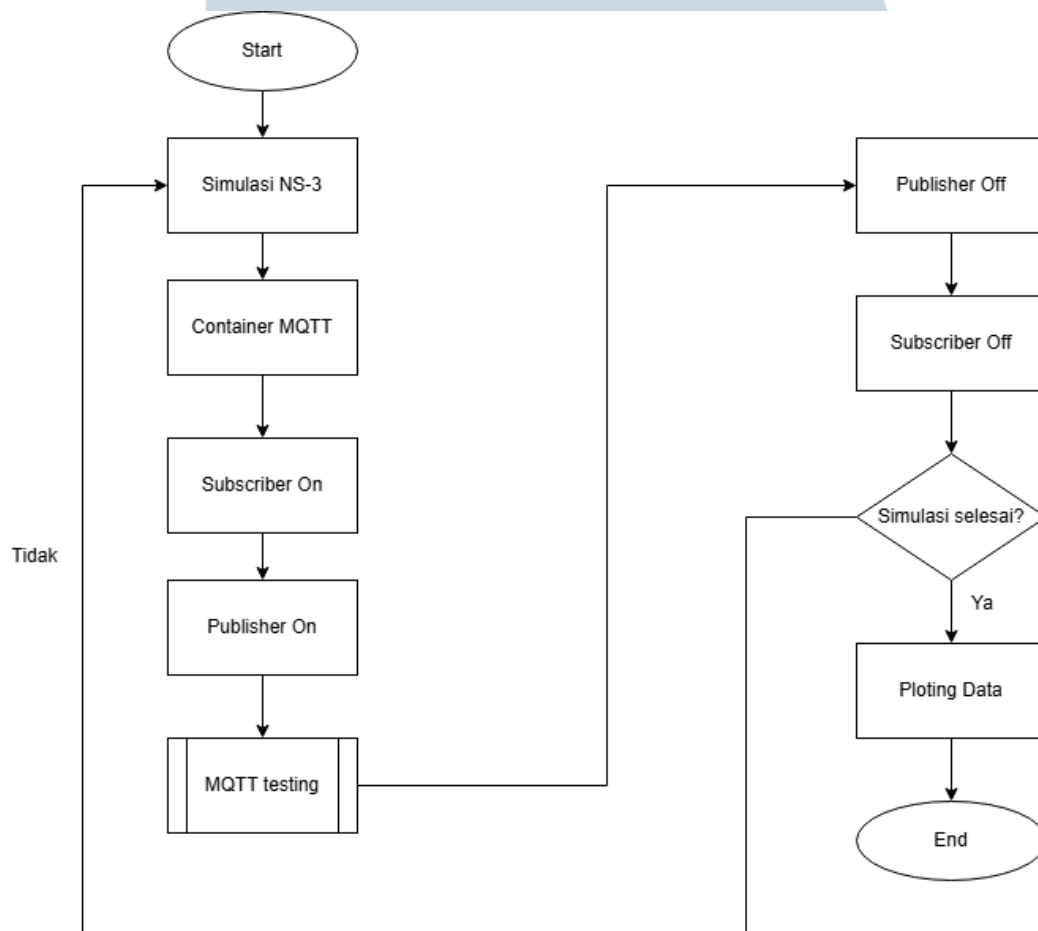 Start
Simulasi NS-3
Container MQTT
Subscriber On
Tidak
Publisher On
MQTT testing
Publisher Off
Subscriber Off
Simulasi selesai?
Ya
Ploting Data
End